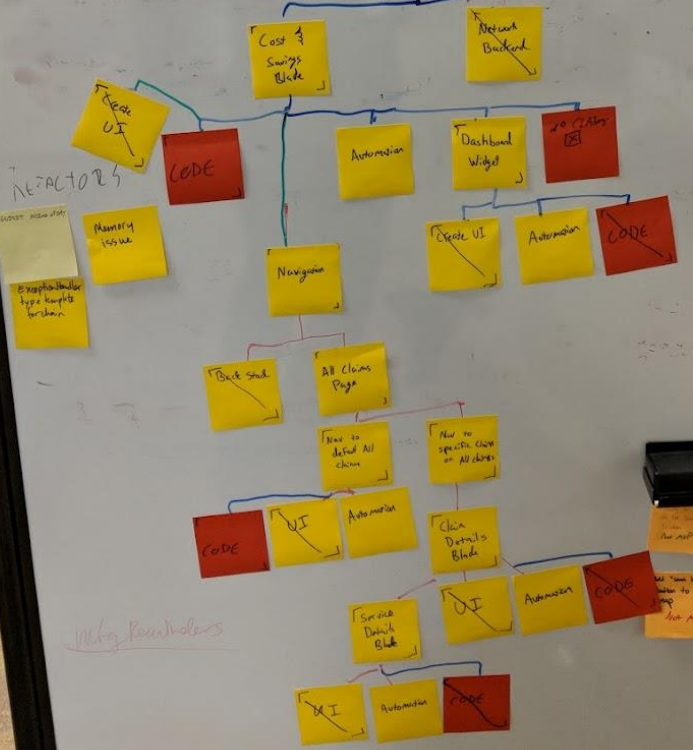 Cost &
Savings
Blade
Network
Backend
Create
UI
CODE
Automation
Dashboard
Widget
REFACTORS
Memory
issue
Create UI
Automation
CODE
ExceptionHandler
type template
for chain
Navigation
Back Stack
All Claims
Page
Nav to
default All
claims
Nav to
specific Claim
on All claims
CODE
UI
Automation
Claim
Details
Blade
UI
Automation
CODE
Service
Details
Blade
Mtg Reminders
UI
Automation
CODE